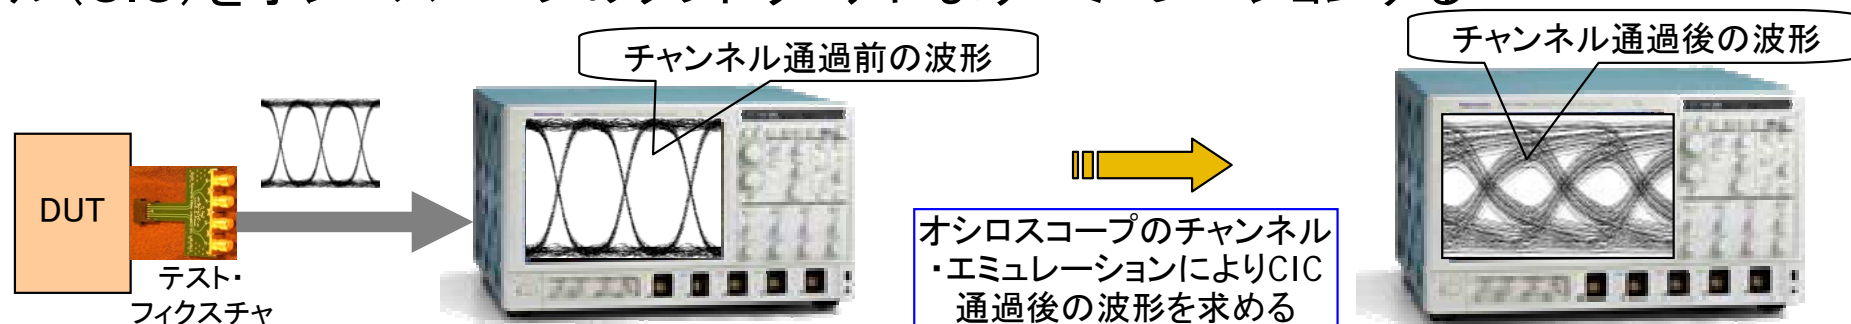 チャンネル通過前の波形
チャンネル通過後の波形
DUT
テスト・
フィクスチャ
オシロスコープのチャンネル
・エミュレーションによりCIC
通過後の波形を求める